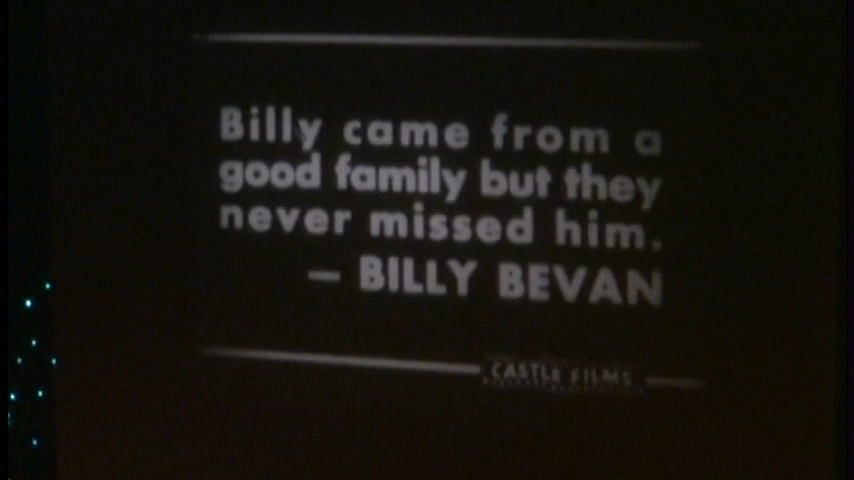 Billy came from a
good family but they
never missed him.
— BILLY BEVAN
CASTLE FILMS